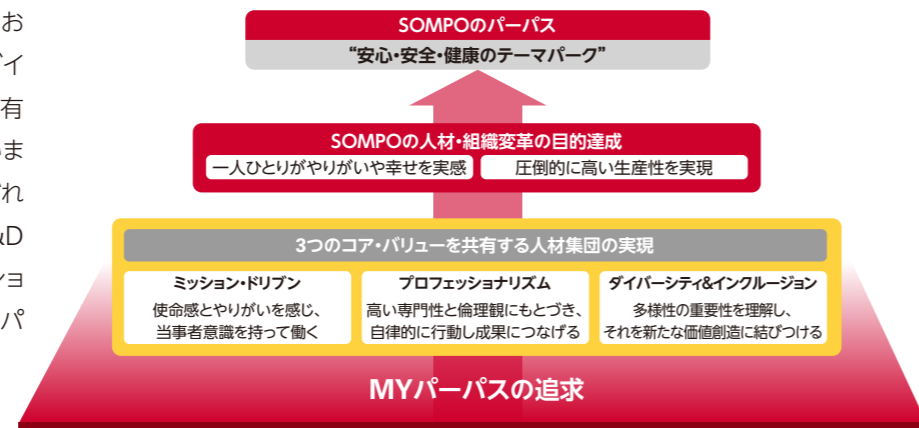 お
イ
有
ま
れ
&D
ショ
パ
SOMPOのパーパス
“安心・安全・健康のテーマパーク”
SOMPOの人材・組織変革の目的達成
一人ひとりがやりがいや幸せを実感
圧倒的に高い生産性を実現
3つのコア・バリューを共有する人材集団の実現
ミッション・ドリブン
使命感とやりがいを感じ、
当事者意識を持って働く
プロフェッショナリズム
高い専門性と倫理観にもとづき、
自律的に行動し成果につなげる
ダイバーシティ&インクルージョン
多様性の重要性を理解し、
それを新たな価値創造に結びつける
MYパーパスの追求